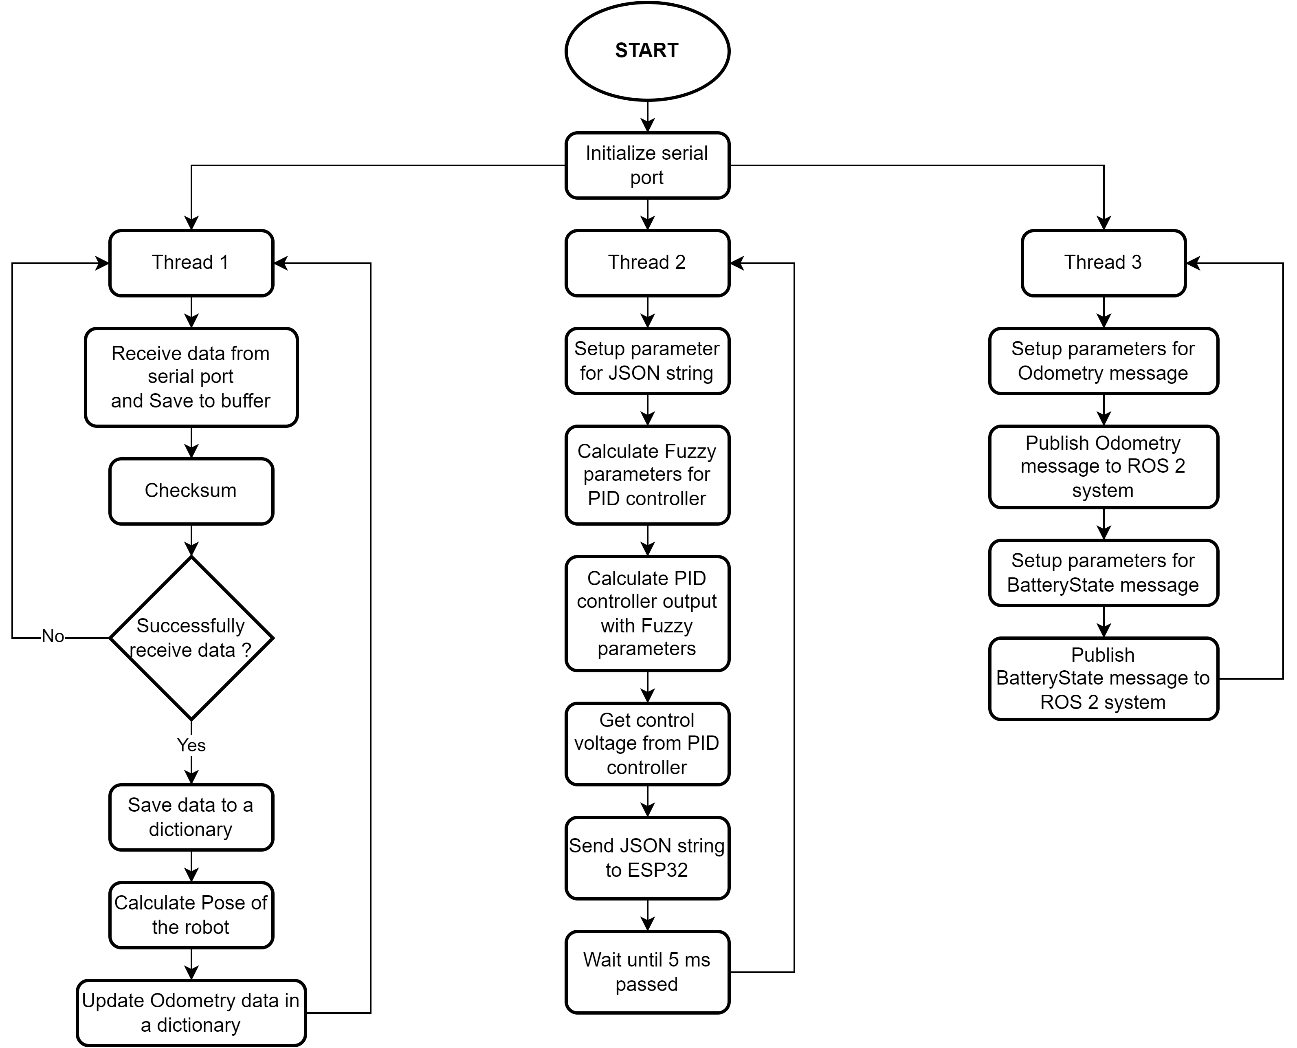 START
Initialize serial
port
Thread 1
Receive data from
serial port
and Save to buffer
Checksum
Successfully
receive data ?
No
Yes
Save data to a
dictionary
Calculate Pose of
the robot
Update Odometry data in
a dictionary
Thread 2
Setup parameter
for JSON string
Calculate Fuzzy
parameters for
PID controller
Calculate PID
controller output
with Fuzzy
parameters
Get control
voltage from PID
controller
Send JSON string
to ESP32
Wait until 5 ms
passed
Thread 3
Setup parameters for
Odometry message
Publish Odometry
message to ROS 2
system
Setup parameters for
BatteryState message
Publish
BatteryState message to
ROS 2 system